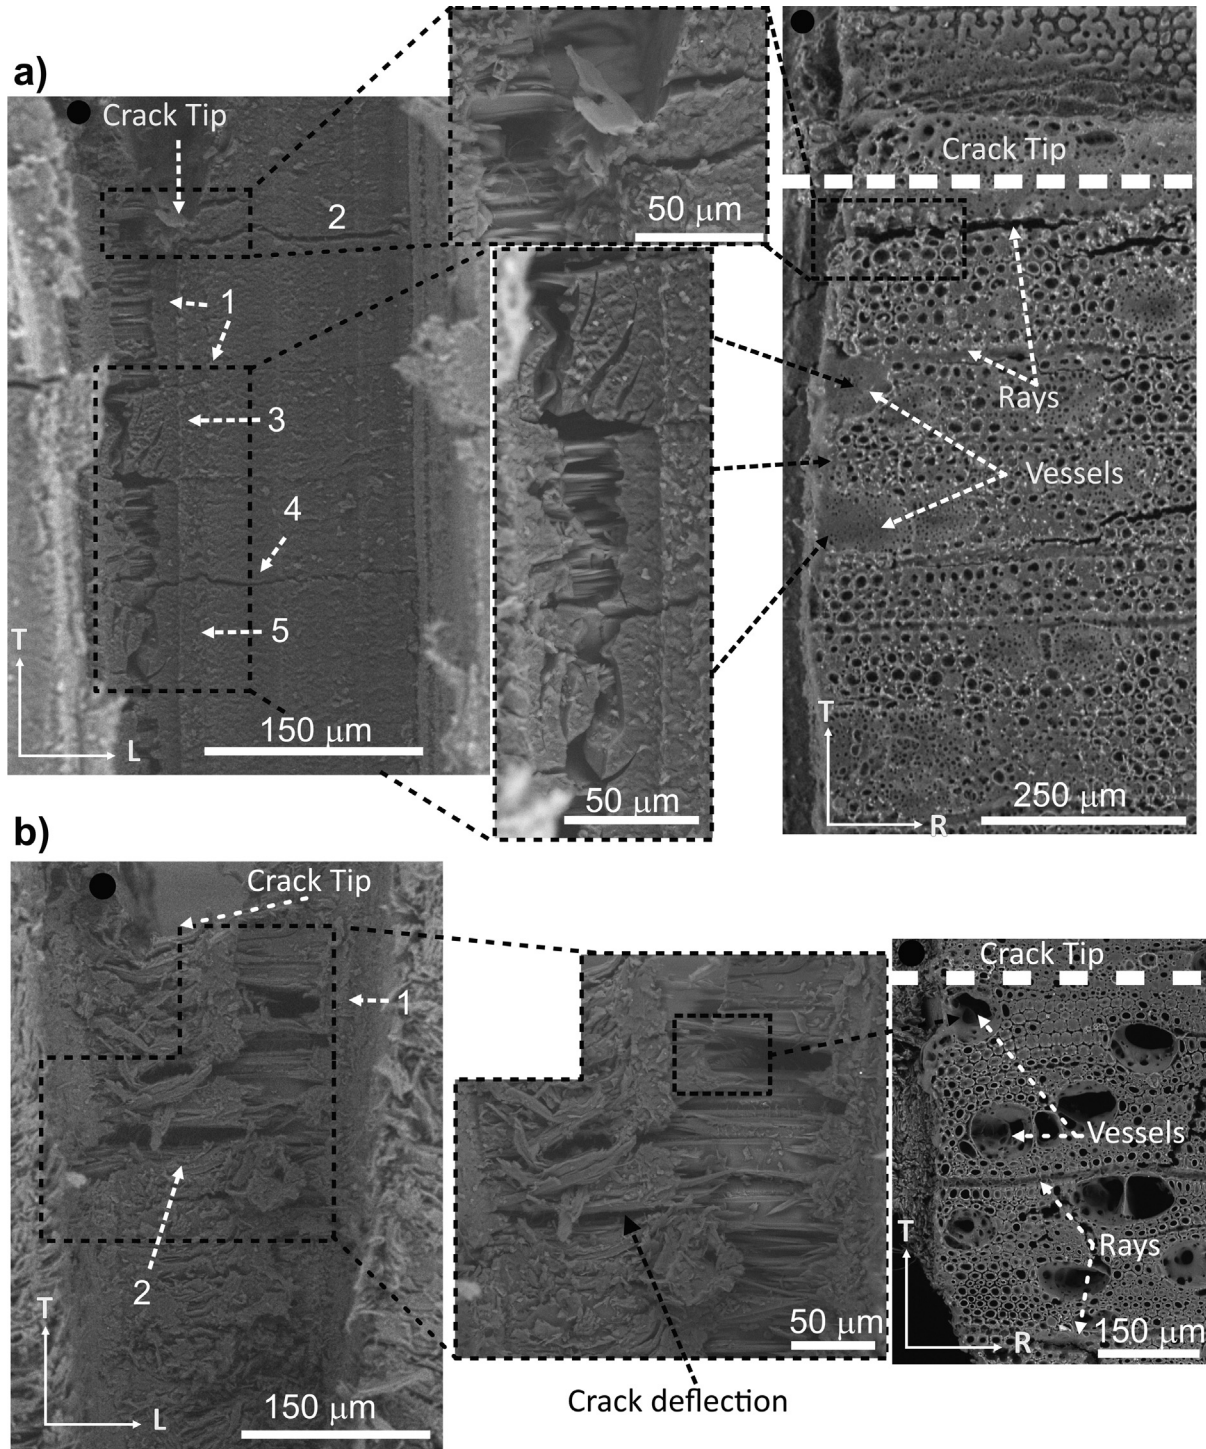 a)
Crack Tip
2
1
3
4
5
T
L
150 μm
50 μm
50 μm
Crack Tip
Rays
Vessels
T
R
250 μm
b)
Crack Tip
1
2
T
L
150 μm
50 μm
Crack deflection
Crack Tip
Vessels
Rays
T
R
150 μm